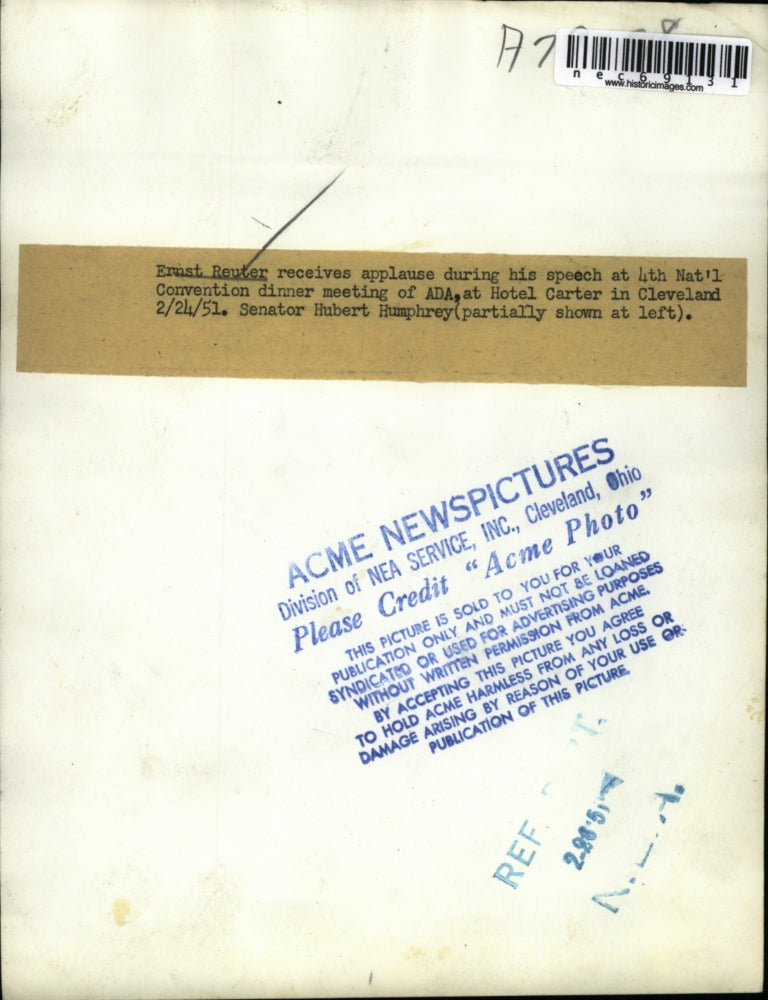 nec69131
www.historicimages.com
Ernst Reuter receives applause during his speech at 4th Nat'l
Convention dinner meeting of ADA, at Hotel Carter in Cleveland
2/24/51. Senator Hubert Humphrey(partially shown at left).
ACME NEWSPICTURES
Division of NEA SERVICE, INC., Cleveland, Ohio
Please Credit "Acme Photo"
THIS PICTURE IS SOLD TO YOU FOR YOUR
PUBLICATION ONLY AND MUST NOT BE LOANED
SYNDICATED OR USED FOR ADVERTISING PURPOSES
WITHOUT WRITTEN PERMISSION FROM ACME.
BY ACCEPTING THIS PICTURE YOU AGREE
TO HOLD ACME HARMLESS FROM ANY LOSS OR
DAMAGE ARISING BY REASON OF YOUR USE OR
PUBLICATION OF THIS PICTURE.
REF.
2-26'51